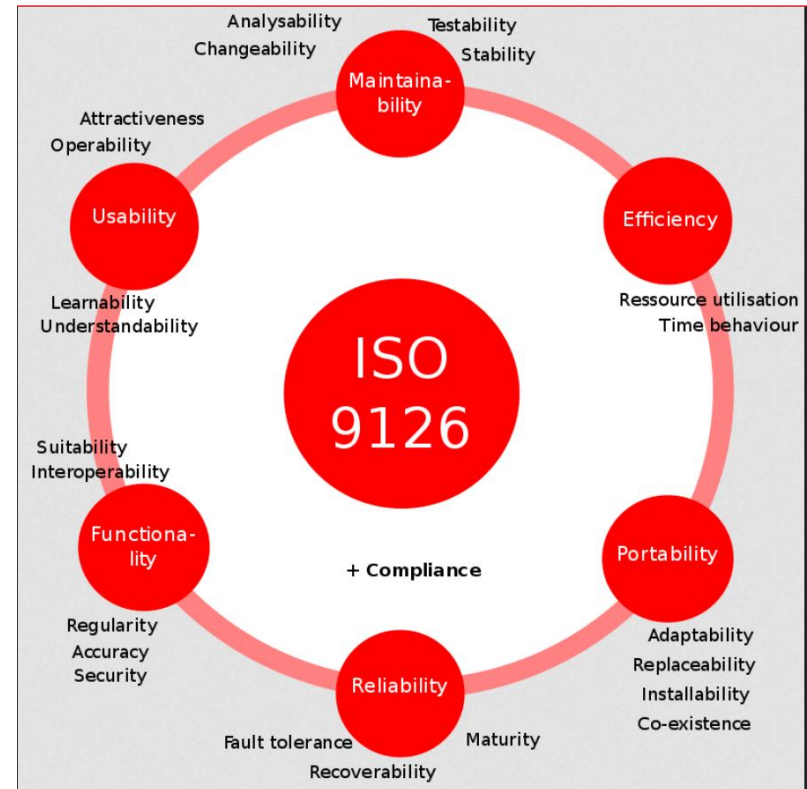 Analysability
Testability
Changeability
Stability
Maintaina-
bility
Attractiveness
Operability
Usability
Efficiency
Learnability
Understandability
Ressource utilisation
Time behaviour
ISO
9126
Suitability
Interoperability
Functiona-
lity
Portability
+ Compliance
Regularity
Accuracy
Security
Adaptability
Replaceability
Installability
Co-existence
Reliability
Fault tolerance
Maturity
Recoverability